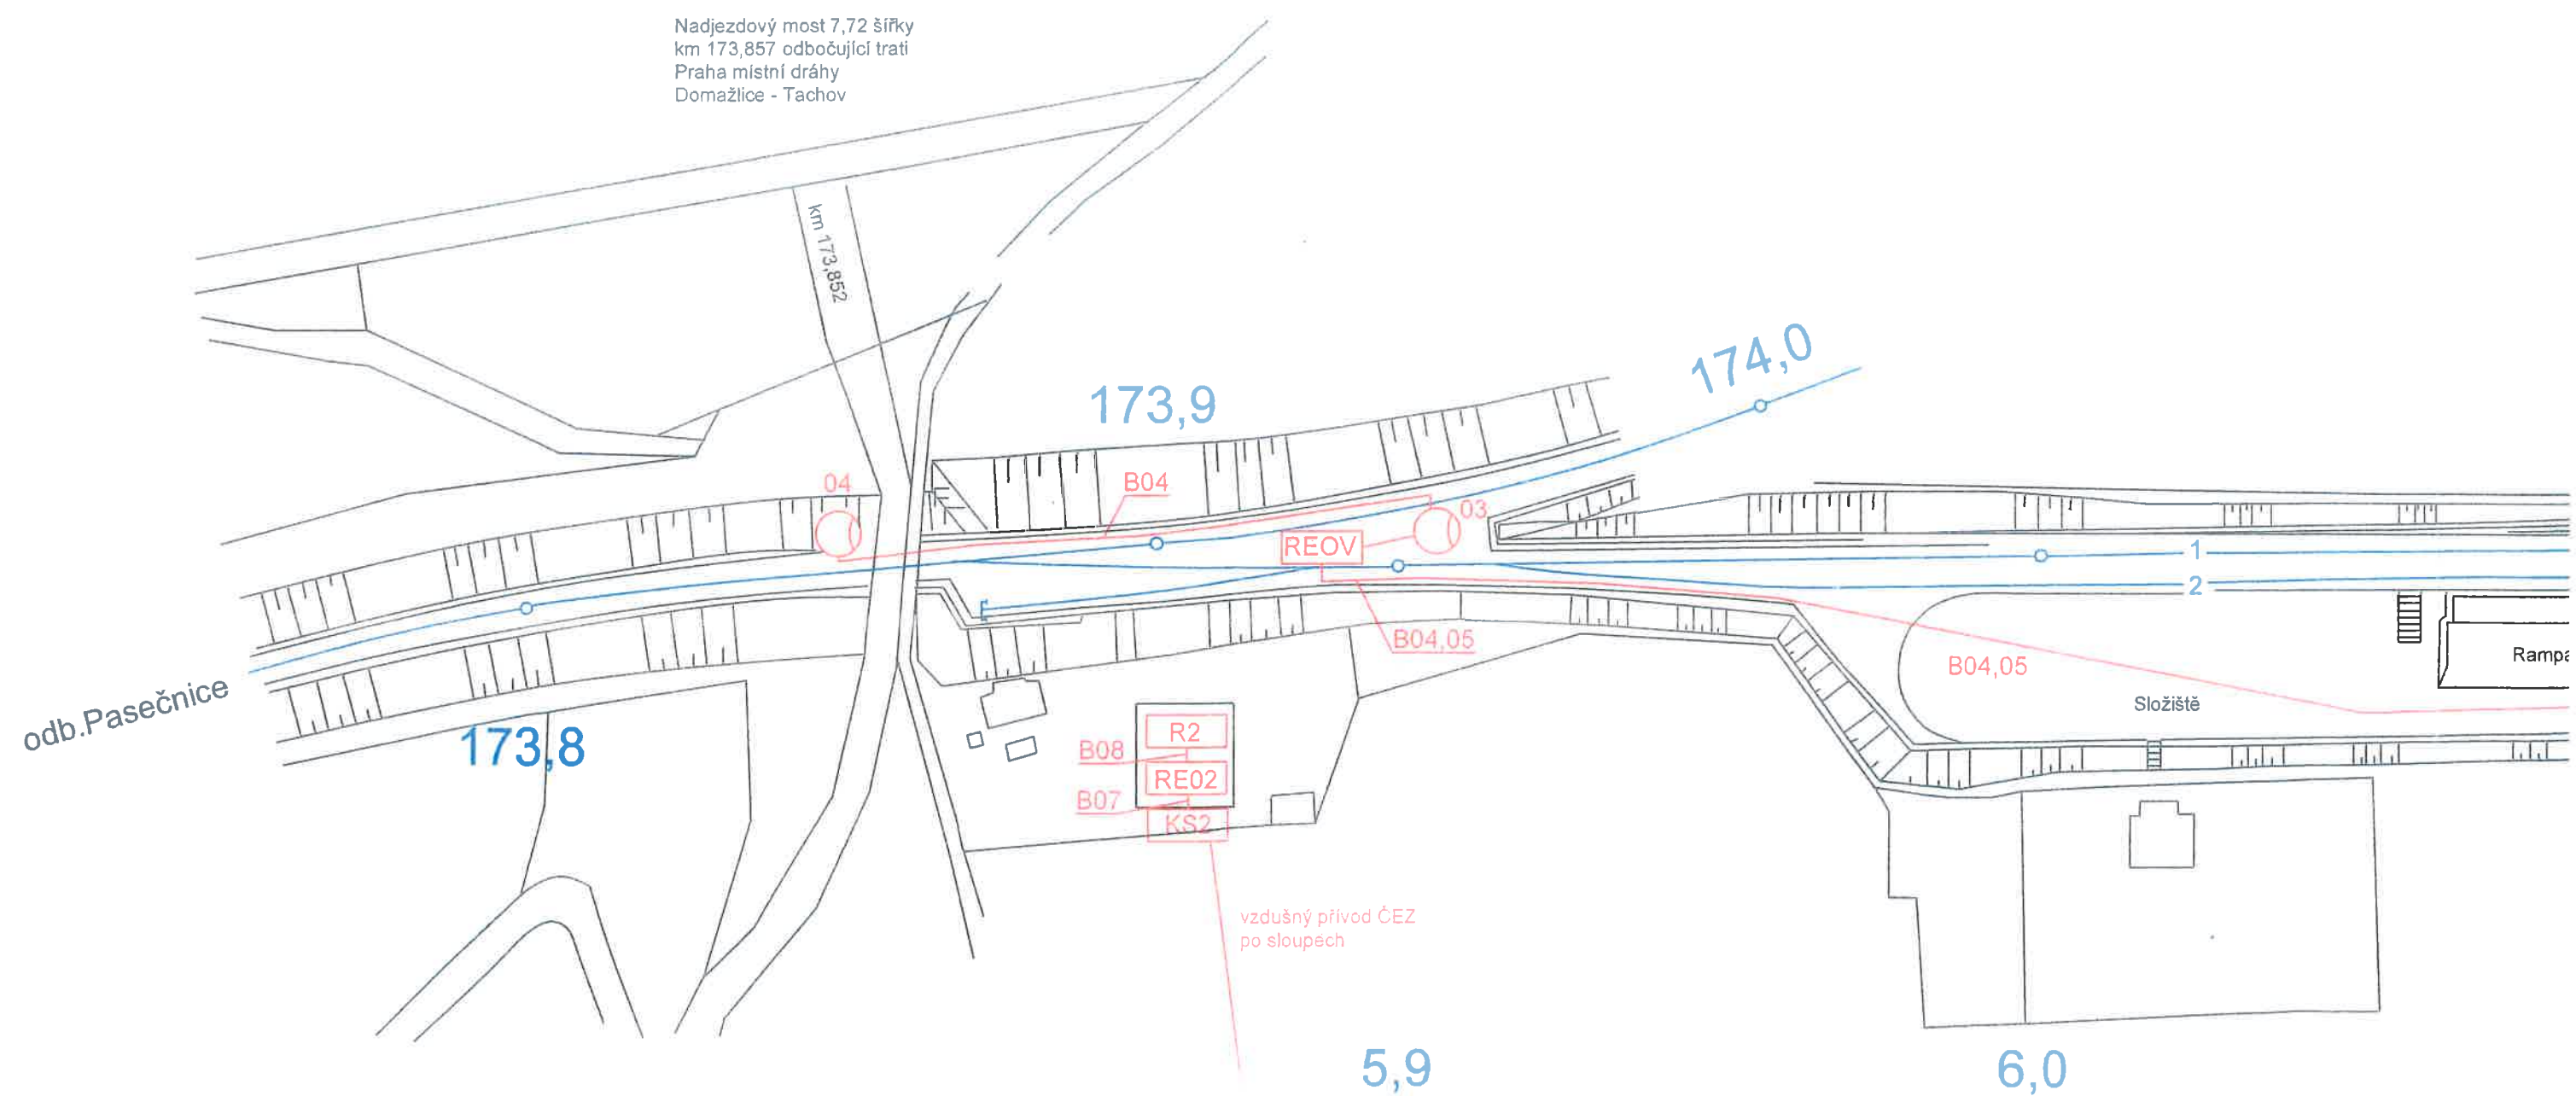 Nadjezdový most 7,72 šířky
km 173,857 odbočující trati
Praha místní dráhy
Domažlice - Tachov
km 173,852
174,0
173,9
04
B04
03
REOV
1
2
B04,05
B04,05
Rampa
Složiště
odb.Pasečnice
173,8
R2
B08
RE02
B07
KS2
vzdušný přívod ČEZ
po sloupech
5,9
6,0